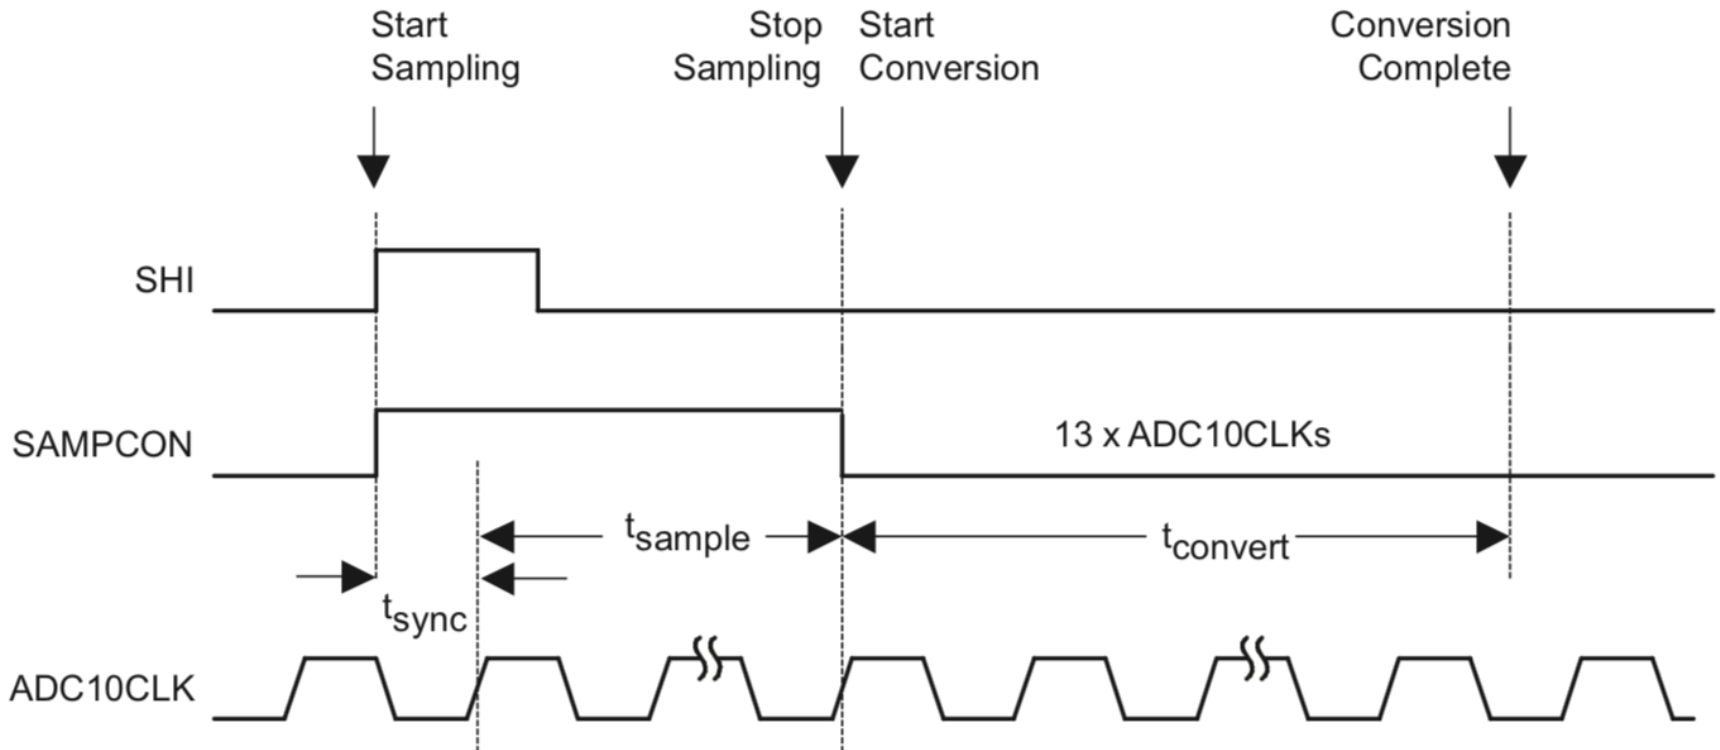 Start
Sampling
Stop
Sampling
Start
Conversion
Conversion
Complete
SHI
SAMPCON
13 x ADC10CLKs
tsample
tconvert
tsync
ADC10CLK